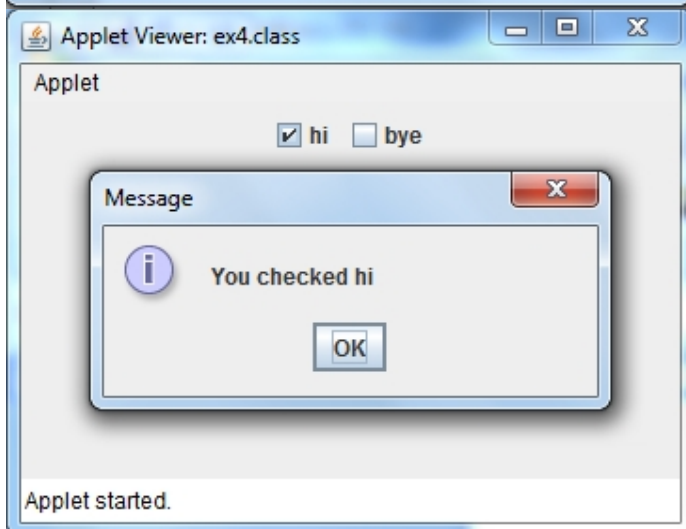 Applet Viewer: ex4.class
Applet
hi bye
Message
i
You checked hi
OK
Applet started.